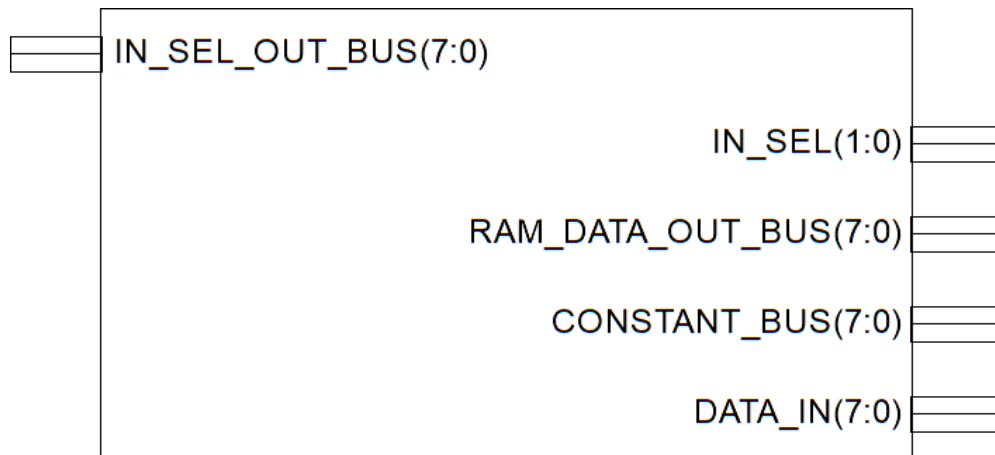 IN_SEL_OUT_BUS(7:0)
IN_SEL(1:0)
RAM_DATA_OUT_BUS(7:0)
CONSTANT_BUS(7:0)
DATA_IN(7:0)